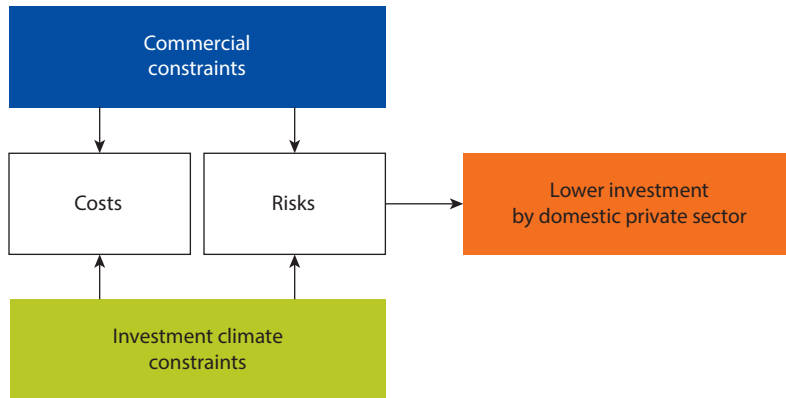 Commercial
constraints
Costs
Risks
Lower investment
by domestic private sector
Investment climate
constraints